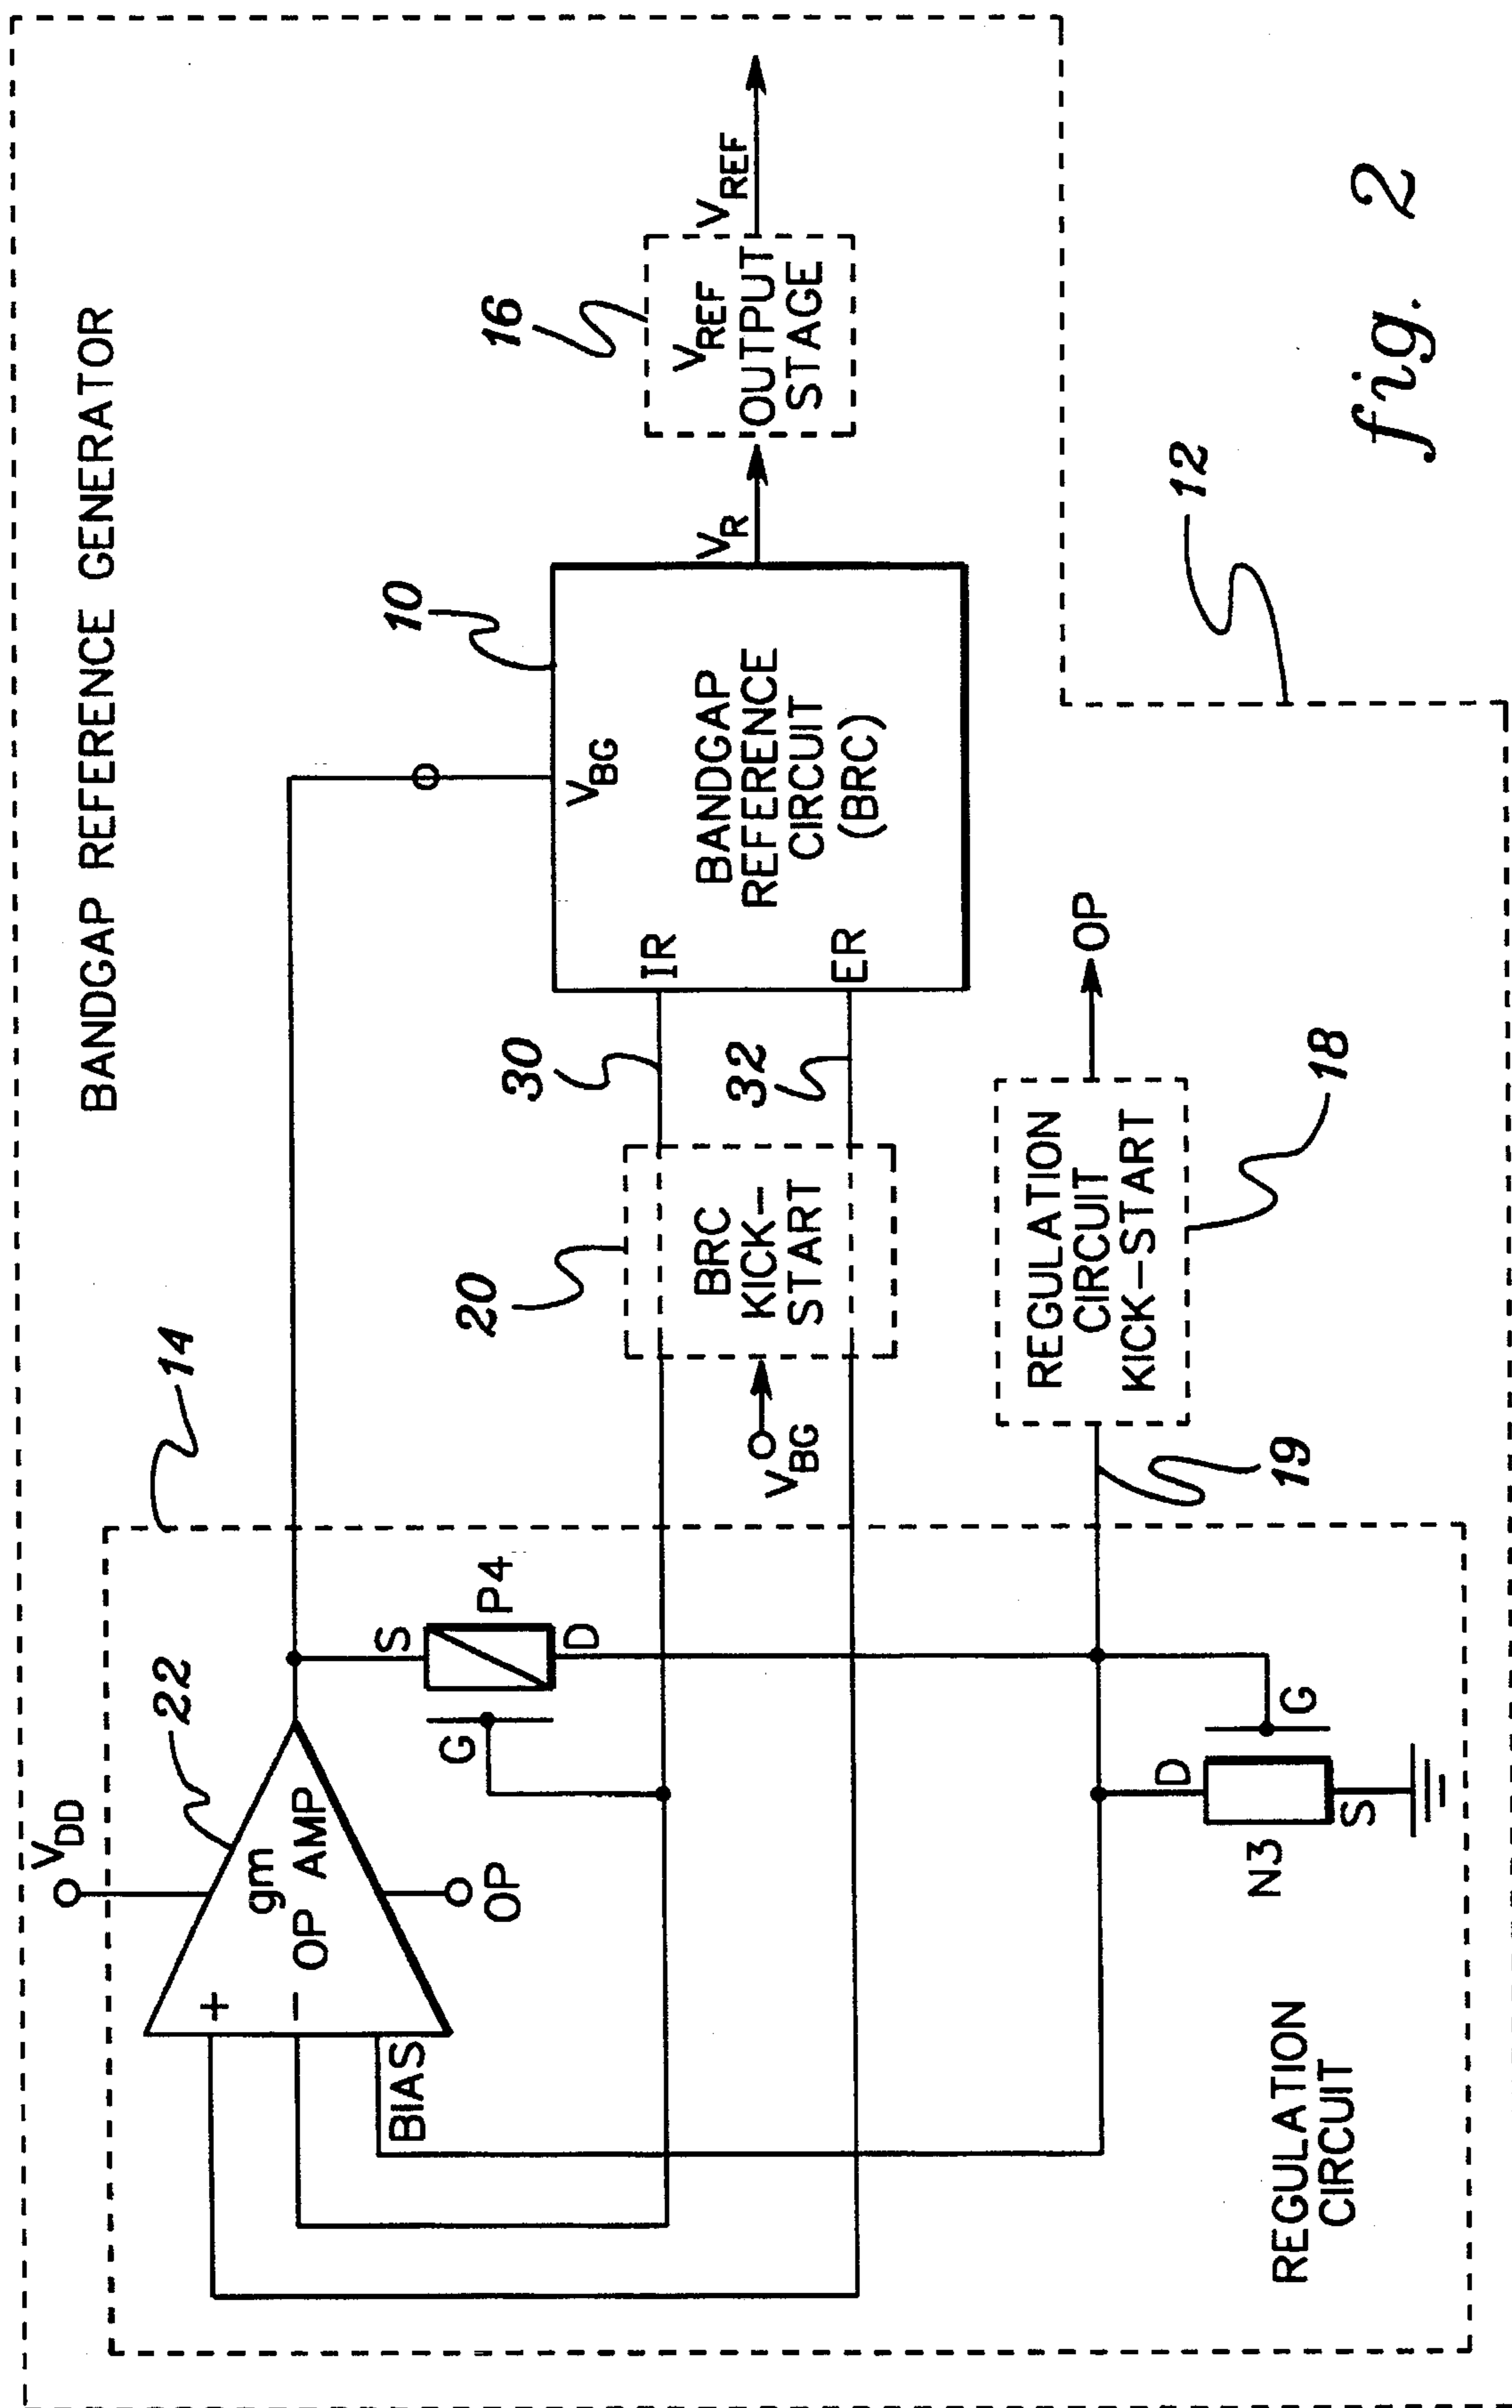 BANDGAP REFERENCE GENERATOR
14
VDD
22
gm
OP AMP
+
−
BIAS
OP
S
P4
G
D
10
VBG
IR
ER
BANDGAP
REFERENCE
CIRCUIT
(BRC)
VR
16
VREF
OUTPUT
STAGE
VREF
20
BRC
KICK-
START
VBG
30
32
REGULATION
CIRCUIT
KICK-START
OP
18
19
D
G
N3
S
REGULATION
CIRCUIT
12
fig. 2